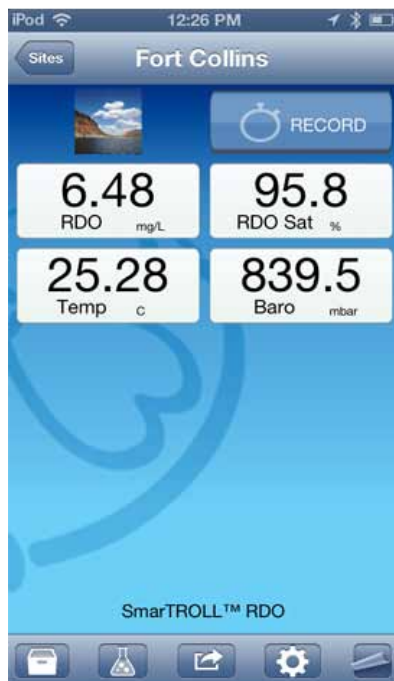 iPod 12:26 PM
Sites Fort Collins
RECORD
6.48 95.8
RDO mg/L RDO Sat %
25.28 839.5
Temp C Baro mbar
SmarTROLL™ RDO